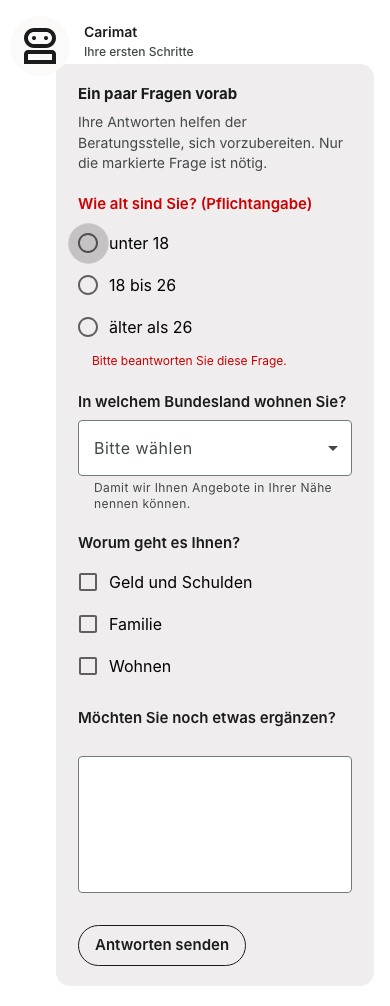 Carimat
Ihre ersten Schritte
Ein paar Fragen vorab
Ihre Antworten helfen der
Beratungsstelle, sich vorzubereiten. Nur
die markierte Frage ist nötig.
Wie alt sind Sie? (Pflichtangabe)
unter 18
18 bis 26
älter als 26
Bitte beantworten Sie diese Frage.
In welchem Bundesland wohnen Sie?
Bitte wählen
Damit wir Ihnen Angebote in Ihrer Nähe
nennen können.
Worum geht es Ihnen?
Geld und Schulden
Familie
Wohnen
Möchten Sie noch etwas ergänzen?
Antworten senden